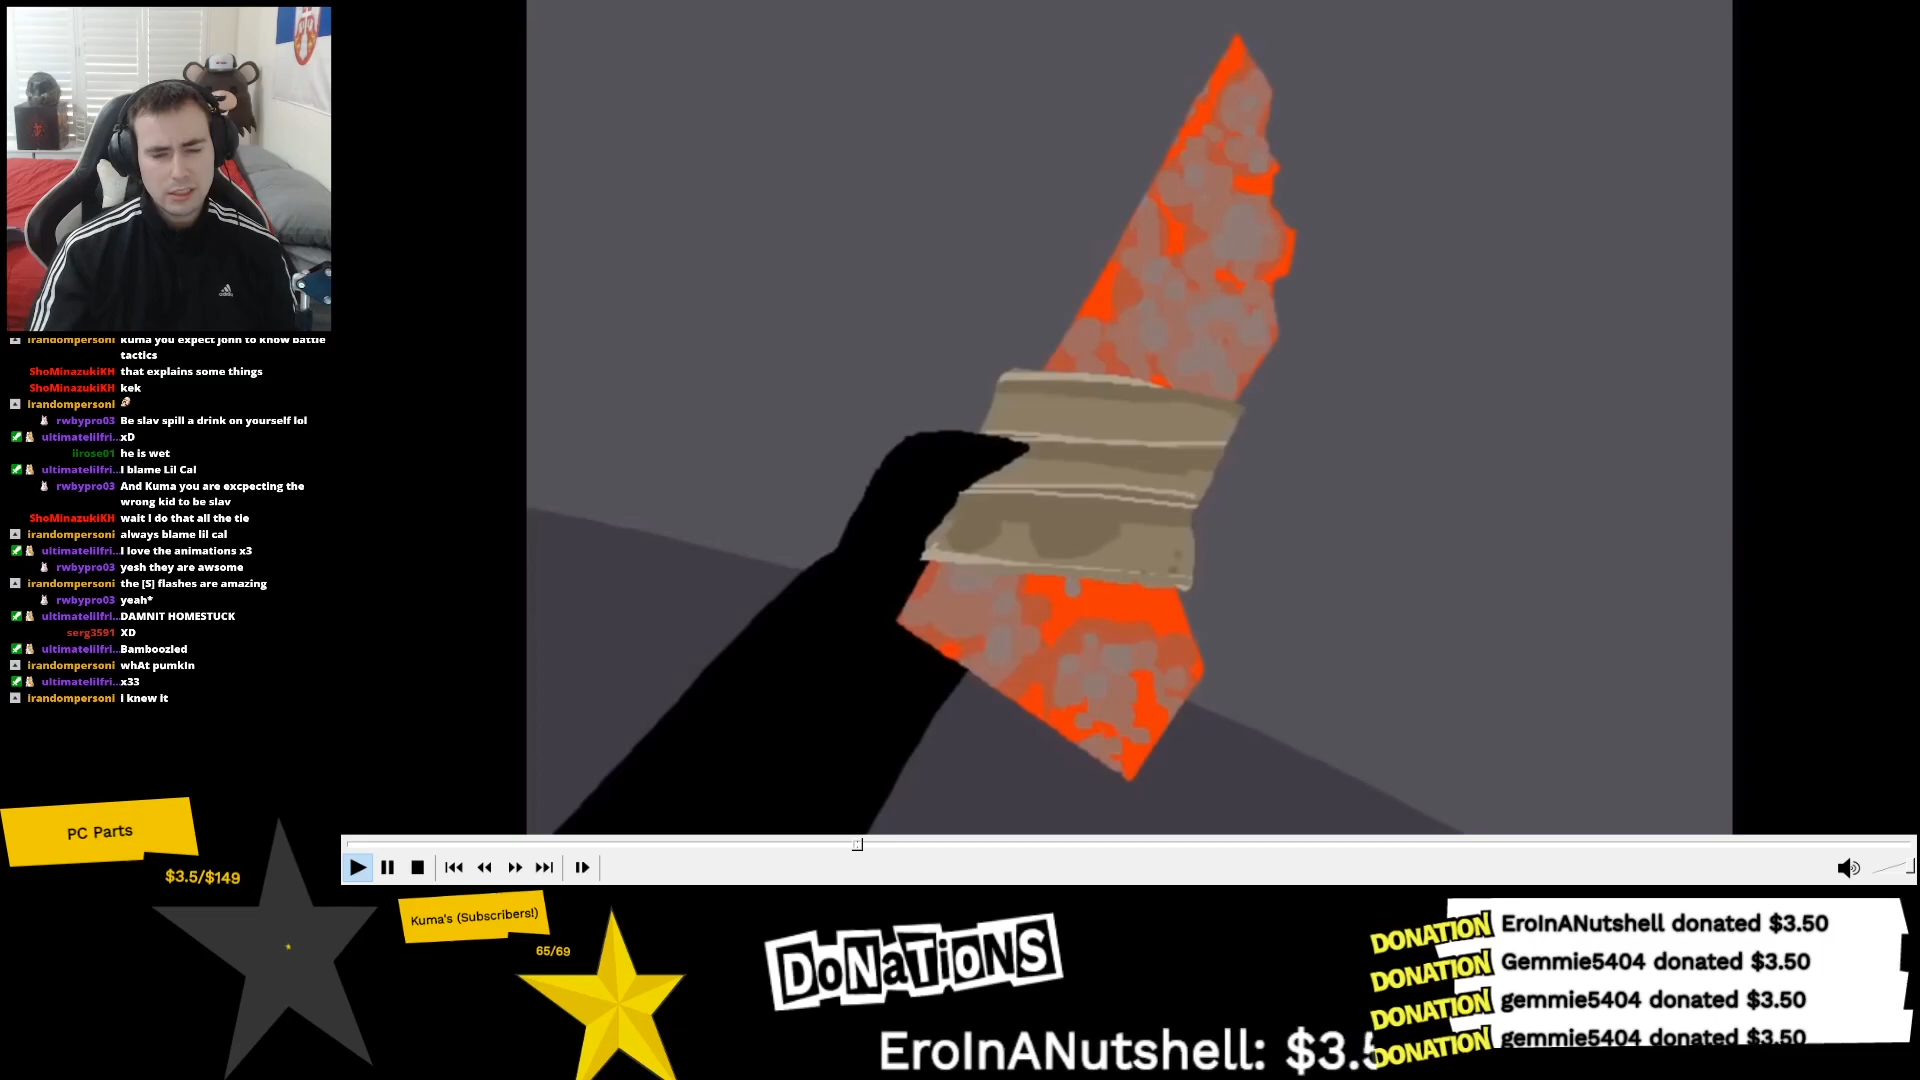 irandompersoni kuma you expect john to know battle
tactics
ShoMinazukiKH that explains some things
ShoMinazukiKH kek
irandompersoni
rwbypro03 Be slav spill a drink on yourself lol
ultimatelilfri... xD
iirose01 he is wet
ultimatelilfri... I blame Lil Cal
rwbypro03 And Kuma you are excpecting the
wrong kid to be slav
ShoMinazukiKH wait I do that all the tie
irandompersoni always blame lil cal
ultimatelilfri... I love the animations x3
rwbypro03 yesh they are awsome
irandompersoni the [S] flashes are amazing
rwbypro03 yeah*
ultimatelilfri... DAMNIT HOMESTUCK
serg3591 XD
ultimatelilfri... Bamboozled
irandompersoni whAt pumkIn
ultimatelilfri... x33
irandompersoni i knew it
adidas
PC Parts
$3.5/$149
Kuma's (Subscribers!)
65/69
DoNaTiONS
EroInANutshell: $3.5
DONATION EroInANutshell donated $3.50
DONATION Gemmie5404 donated $3.50
DONATION gemmie5404 donated $3.50
DONATION gemmie5404 donated $3.50